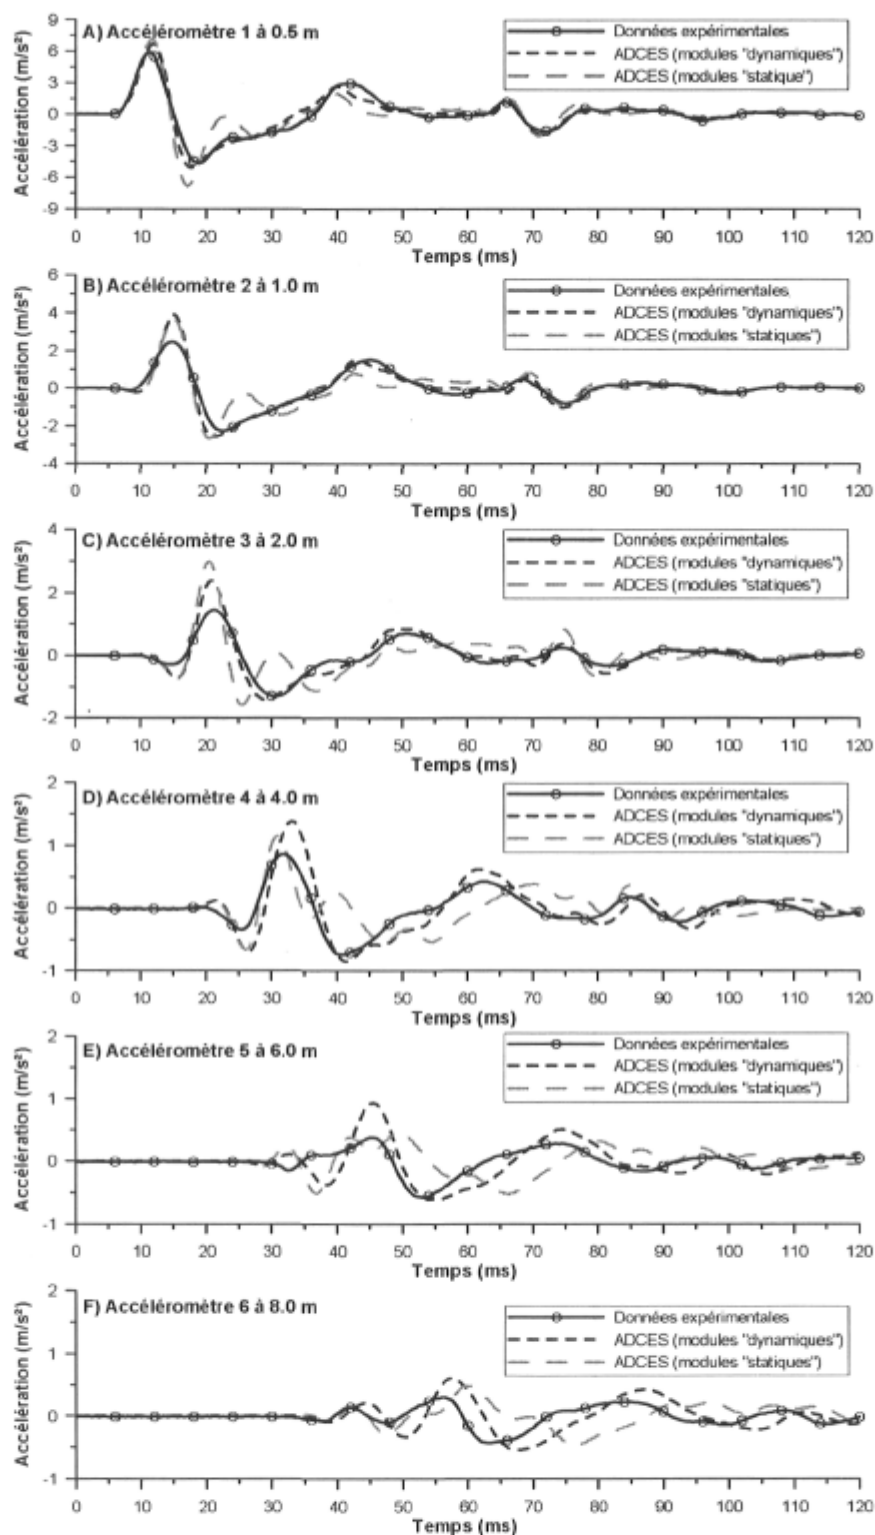 A) Accéléromètre 1 à 0.5 m
Données expérimentales
ADCES (modules "dynamiques")
ADCES (modules "statique")
Accélération (m/s²)
9
6
3
0
-3
-6
-9
0 10 20 30 40 50 60 70 80 90 100 110 120
Temps (ms)
B) Accéléromètre 2 à 1.0 m
Données expérimentales
ADCES (modules "dynamiques")
ADCES (modules "statiques")
Accélération (m/s²)
6
4
2
0
-2
-4
0 10 20 30 40 50 60 70 80 90 100 110 120
Temps (ms)
C) Accéléromètre 3 à 2.0 m
Données expérimentales
ADCES (modules "dynamiques")
ADCES (modules "statiques")
Accélération (m/s²)
4
2
0
-2
0 10 20 30 40 50 60 70 80 90 100 110 120
Temps (ms)
D) Accéléromètre 4 à 4.0 m
Données expérimentales
ADCES (modules "dynamiques")
ADCES (modules "statiques")
Accélération (m/s²)
2
1
0
-1
0 10 20 30 40 50 60 70 80 90 100 110 120
Temps (ms)
E) Accéléromètre 5 à 6.0 m
Données expérimentales
ADCES (modules "dynamiques")
ADCES (modules "statiques")
Accélération (m/s²)
2
1
0
-1
0 10 20 30 40 50 60 70 80 90 100 110 120
Temps (ms)
F) Accéléromètre 6 à 8.0 m
Données expérimentales
ADCES (modules "dynamiques")
ADCES (modules "statiques")
Accélération (m/s²)
2
1
0
-1
0 10 20 30 40 50 60 70 80 90 100 110 120
Temps (ms)